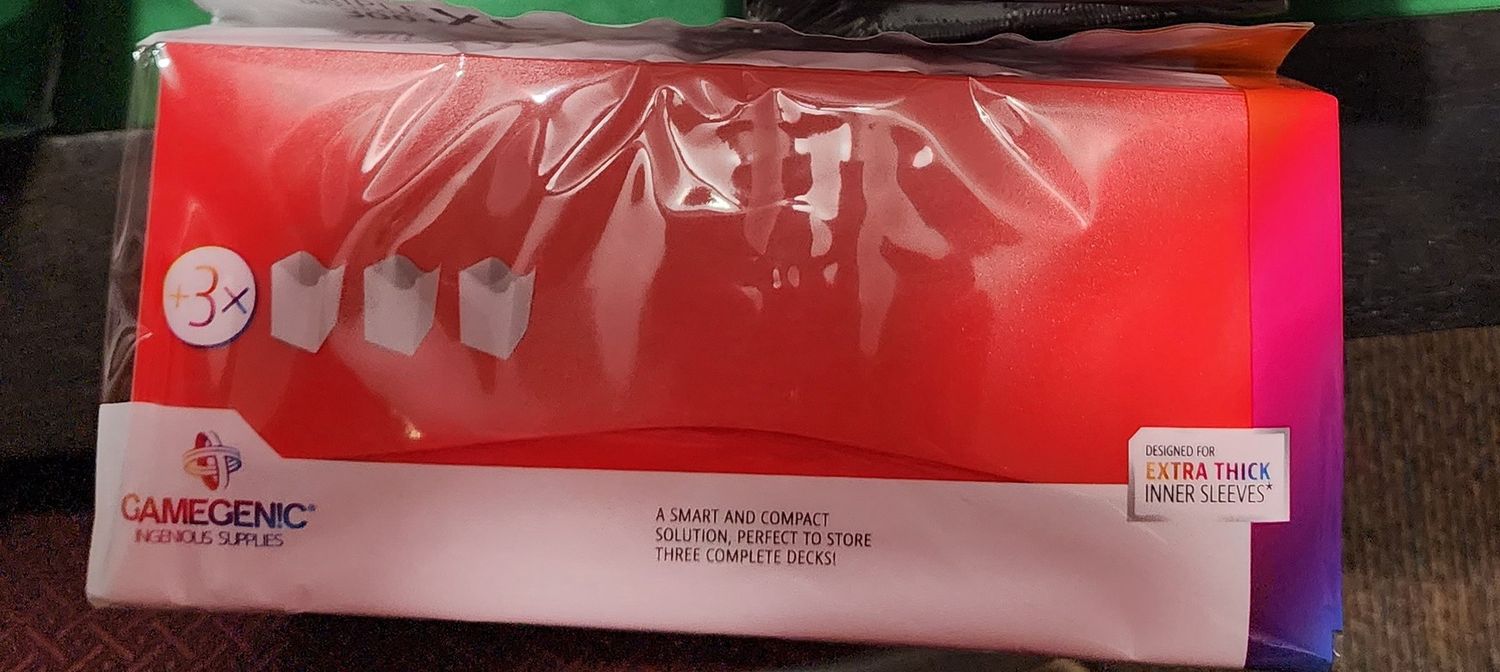 +3x
GAMEGEN!C®
INGENIOUS SUPPLIES
A SMART AND COMPACT
SOLUTION, PERFECT TO STORE
THREE COMPLETE DECKS!
DESIGNED FOR
EXTRA THICK
INNER SLEEVES*